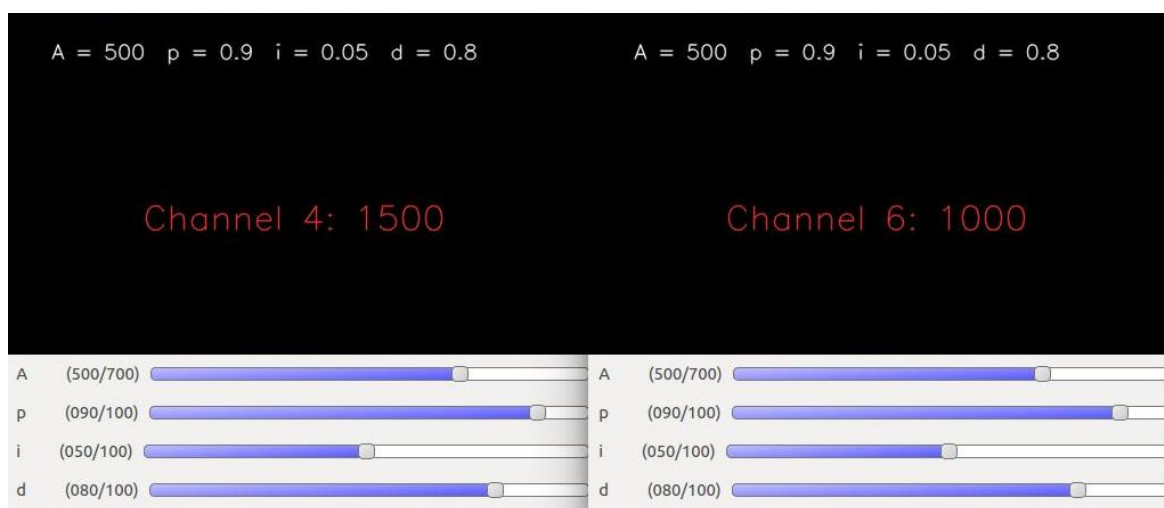 A = 500 p = 0.9 i = 0.05 d = 0.8
Channel 4: 1500
A (500/700)
p (090/100)
i (050/100)
d (080/100)
A = 500 p = 0.9 i = 0.05 d = 0.8
Channel 6: 1000
A (500/700)
p (090/100)
i (050/100)
d (080/100)